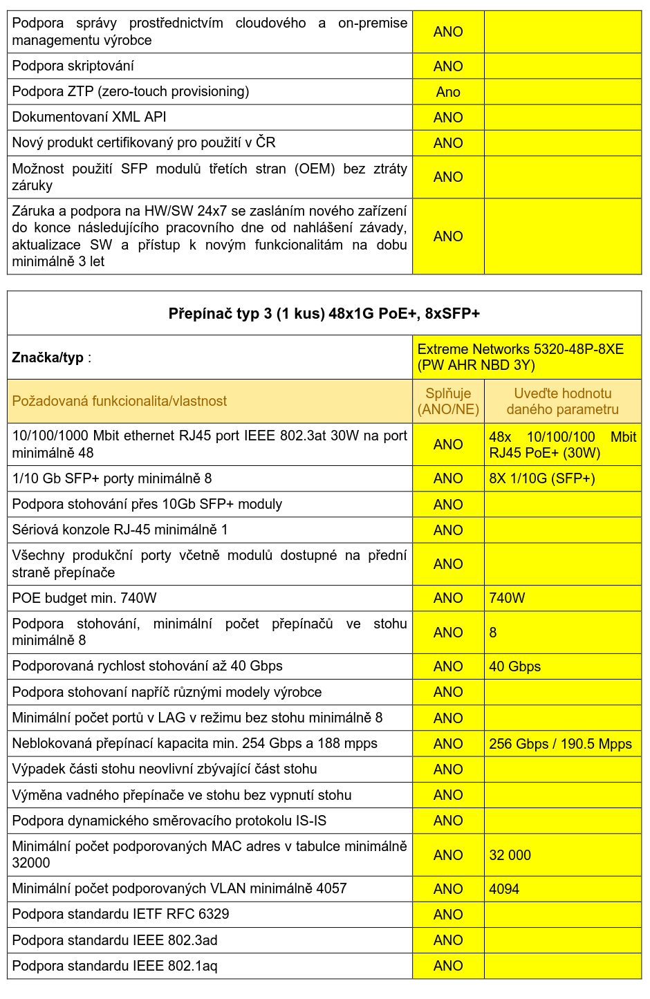 Podpora správy prostřednictvím cloudového a on-premise
managementu výrobce
ANO
Podpora skriptování
ANO
Podpora ZTP (zero-touch provisioning)
Ano
Dokumentovaní XML API
ANO
Nový produkt certifikovaný pro použití v ČR
ANO
Možnost použití SFP modulů třetích stran (OEM) bez ztráty
záruky
ANO
Záruka a podpora na HW/SW 24x7 se zasláním nového zařízení
do konce následujícího pracovního dne od nahlášení závady,
aktualizace SW a přístup k novým funkcionalitám na dobu
minimálně 3 let
ANO
Přepínač typ 3 (1 kus) 48x1G PoE+, 8xSFP+
Značka/typ :
Extreme Networks 5320-48P-8XE
(PW AHR NBD 3Y)
Požadovaná funkcionalita/vlastnost
Splňuje
(ANO/NE)
Uveďte hodnotu
daného parametru
10/100/1000 Mbit ethernet RJ45 port IEEE 802.3at 30W na port
minimálně 48
ANO
48x 10/100/100 Mbit
RJ45 PoE+ (30W)
1/10 Gb SFP+ porty minimálně 8
ANO
8X 1/10G (SFP+)
Podpora stohování přes 10Gb SFP+ moduly
ANO
Sériová konzole RJ-45 minimálně 1
ANO
Všechny produkční porty včetně modulů dostupné na přední
straně přepínače
ANO
POE budget min. 740W
ANO
740W
Podpora stohování, minimální počet přepínačů ve stohu
minimálně 8
ANO
8
Podporovaná rychlost stohování až 40 Gbps
ANO
40 Gbps
Podpora stohovaní napříč různými modely výrobce
ANO
Minimální počet portů v LAG v režimu bez stohu minimálně 8
ANO
Neblokovaná přepínací kapacita min. 254 Gbps a 188 mpps
ANO
256 Gbps / 190.5 Mpps
Výpadek části stohu neovlivní zbývající část stohu
ANO
Výměna vadného přepínače ve stohu bez vypnutí stohu
ANO
Podpora dynamického směrovacího protokolu IS-IS
ANO
Minimální počet podporovaných MAC adres v tabulce minimálně
32000
ANO
32 000
Minimální počet podporovaných VLAN minimálně 4057
ANO
4094
Podpora standardu IETF RFC 6329
ANO
Podpora standardu IEEE 802.3ad
ANO
Podpora standardu IEEE 802.1aq
ANO